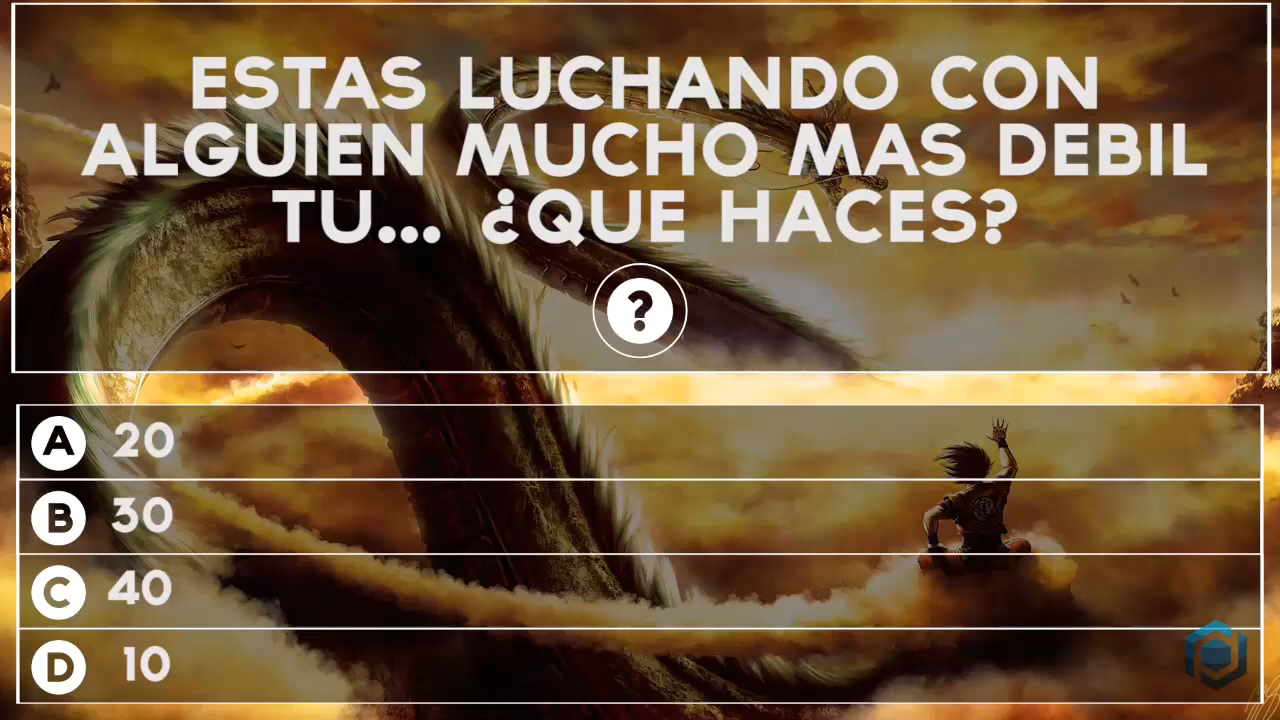 ESTAS LUCHANDO CON
ALGUIEN MUCHO MAS DEBIL
TU... ¿QUE HACES?
?
A 20
B 30
C 40
D 10